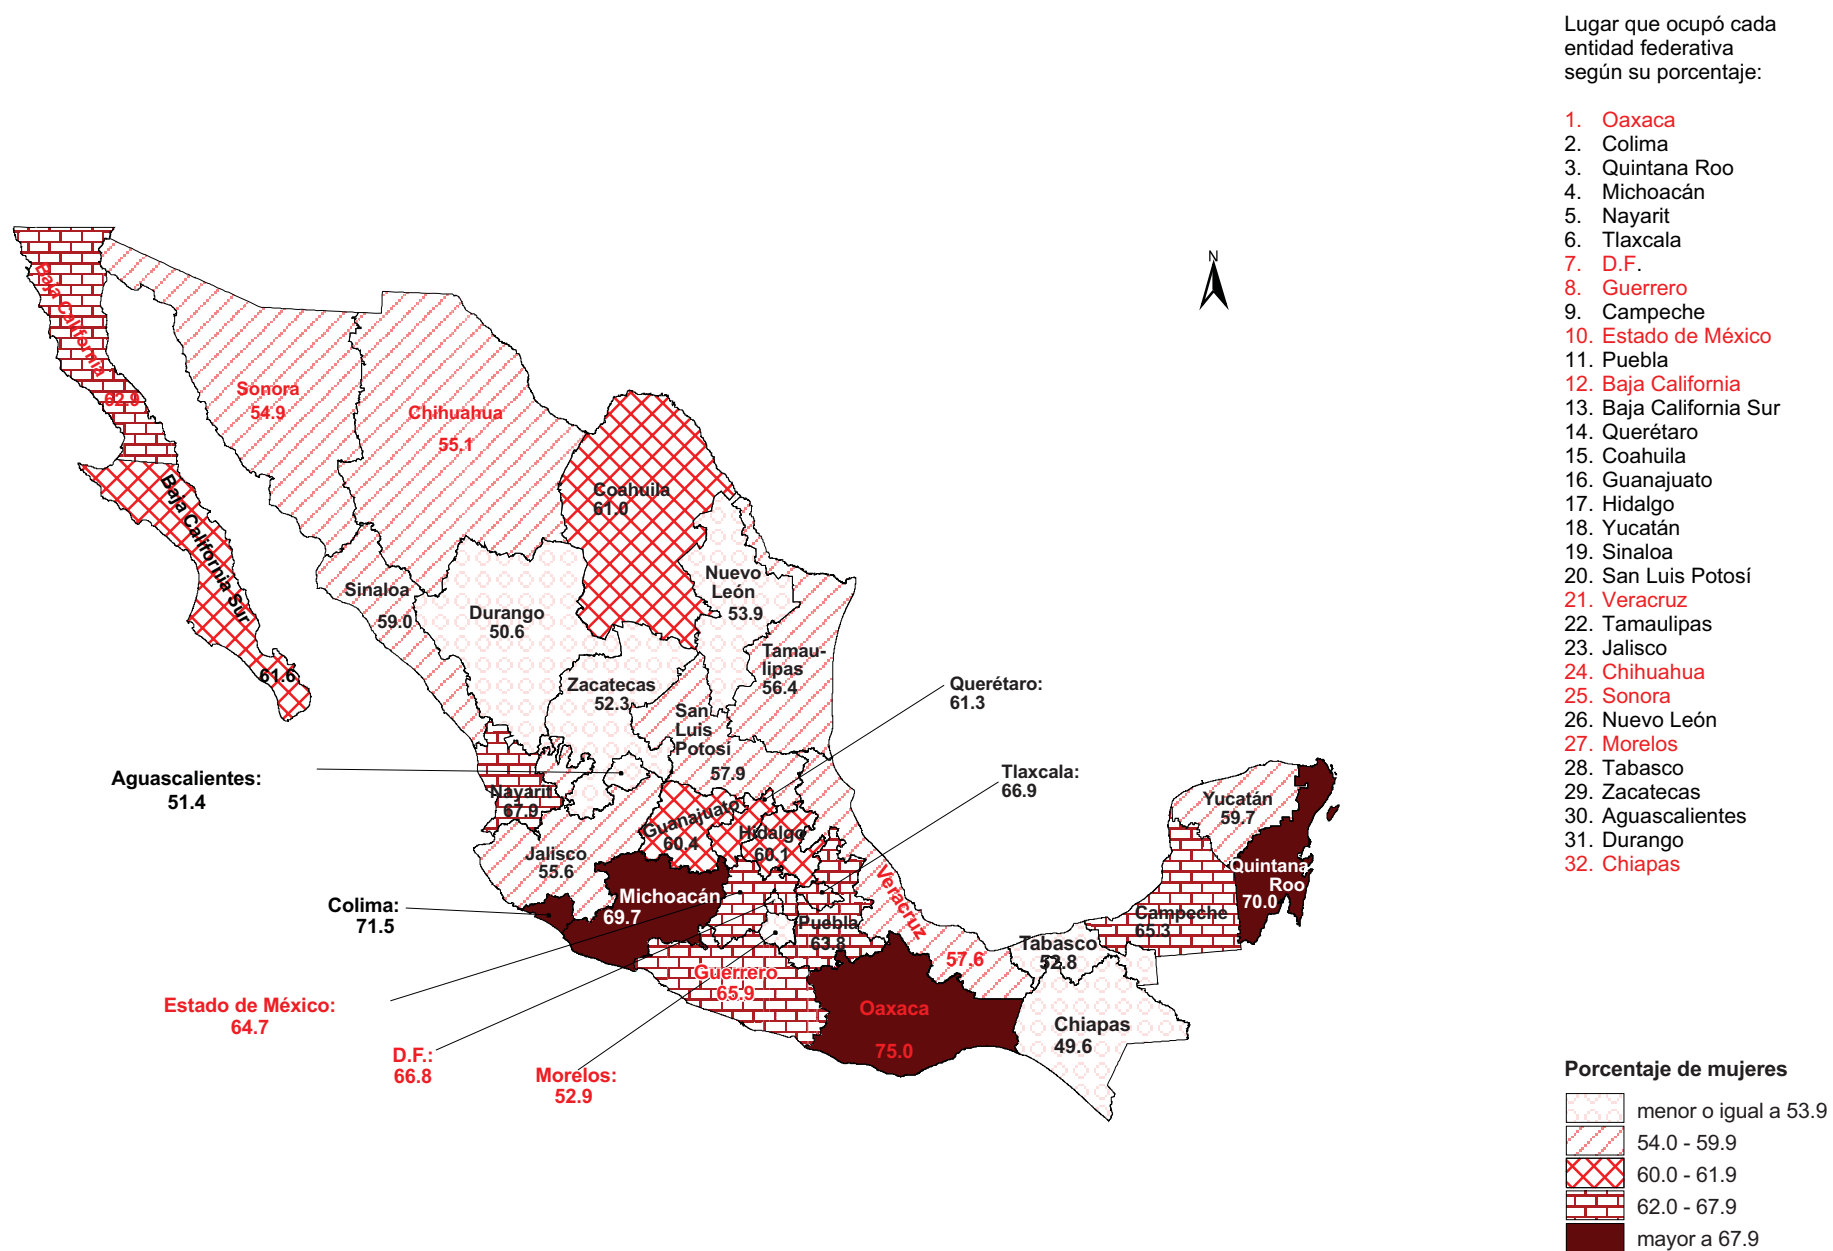 Lugar que ocupó cada
entidad federativa
según su porcentaje:
1. Oaxaca
2. Colima
3. Quintana Roo
4. Michoacán
5. Nayarit
6. Tlaxcala
7. D.F.
8. Guerrero
9. Campeche
10. Estado de México
11. Puebla
12. Baja California
13. Baja California Sur
14. Querétaro
15. Coahuila
16. Guanajuato
17. Hidalgo
18. Yucatán
19. Sinaloa
20. San Luis Potosí
21. Veracruz
22. Tamaulipas
23. Jalisco
24. Chihuahua
25. Sonora
26. Nuevo León
27. Morelos
28. Tabasco
29. Zacatecas
30. Aguascalientes
31. Durango
32. Chiapas
N
Baja California
62.9
Sonora
54.9
Chihuahua
55.1
Coahuila
61.0
Baja California Sur
61.6
Sinaloa
59.0
Durango
50.6
Nuevo
León
53.9
Zacatecas
52.3
Tamau-
lipas
56.4
San
Luis
Potosí
57.9
Querétaro:
61.3
Tlaxcala:
66.9
Aguascalientes:
51.4
Nayarit
67.9
Guanajuato
60.4
Hidalgo
60.1
Jalisco
55.6
Michoacán
69.7
Colima:
71.5
Veracruz
57.6
Puebla
63.8
Yucatán
59.7
Quintana
Roo
70.0
Campeche
65.3
Tabasco
52.8
Guerrero
65.9
Oaxaca
75.0
Chiapas
49.6
Estado de México:
64.7
D.F.:
66.8
Morelos:
52.9
Porcentaje de mujeres
menor o igual a 53.9
54.0 - 59.9
60.0 - 61.9
62.0 - 67.9
mayor a 67.9